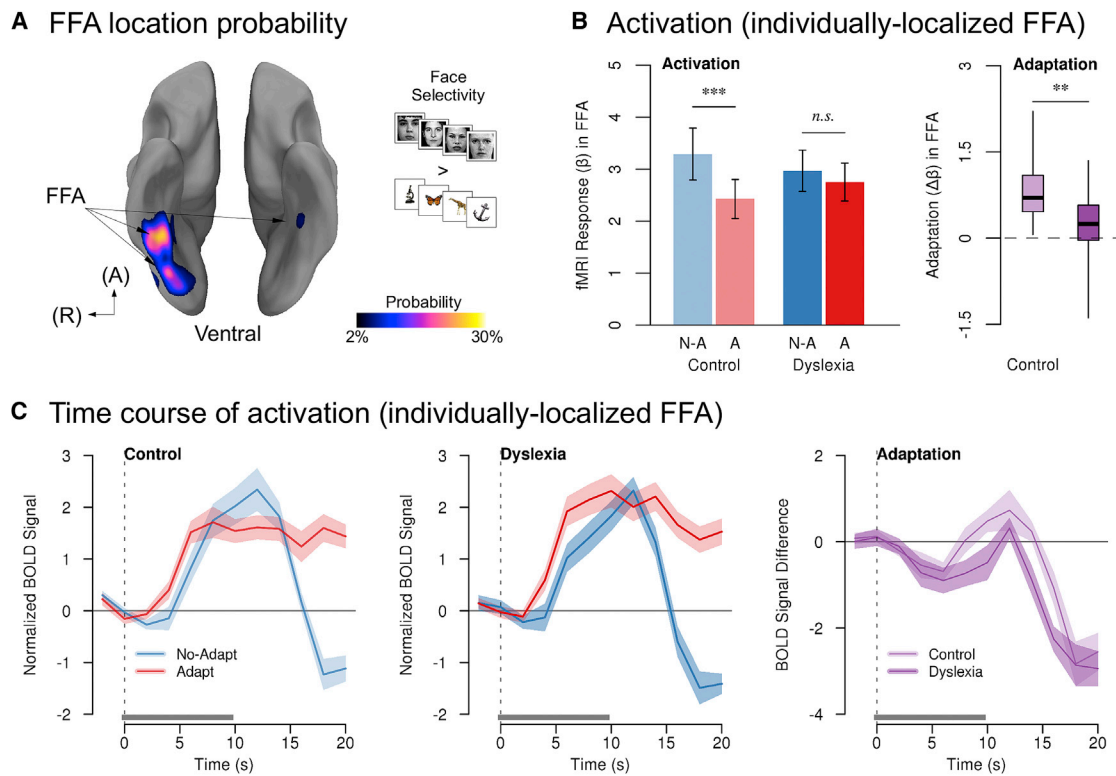 A FFA location probability
FFA
(A)
(R)
Ventral
Face
Selectivity
>
Probability
2% 30%
B Activation (individually-localized FFA)
Activation
***
n.s.
fMRI Response (β) in FFA
5
4
3
2
1
0
N-A A N-A A
Control Dyslexia
Adaptation
**
Adaptation (Δβ) in FFA
3
1.5
0
-1.5
Control
C Time course of activation (individually-localized FFA)
Control
Normalized BOLD Signal
3
2
1
0
-1
-2
No-Adapt
Adapt
0 5 10 15 20
Time (s)
Dyslexia
Normalized BOLD Signal
3
2
1
0
-1
-2
0 5 10 15 20
Time (s)
Adaptation
BOLD Signal Difference
2
0
-2
-4
Control
Dyslexia
0 5 10 15 20
Time (s)